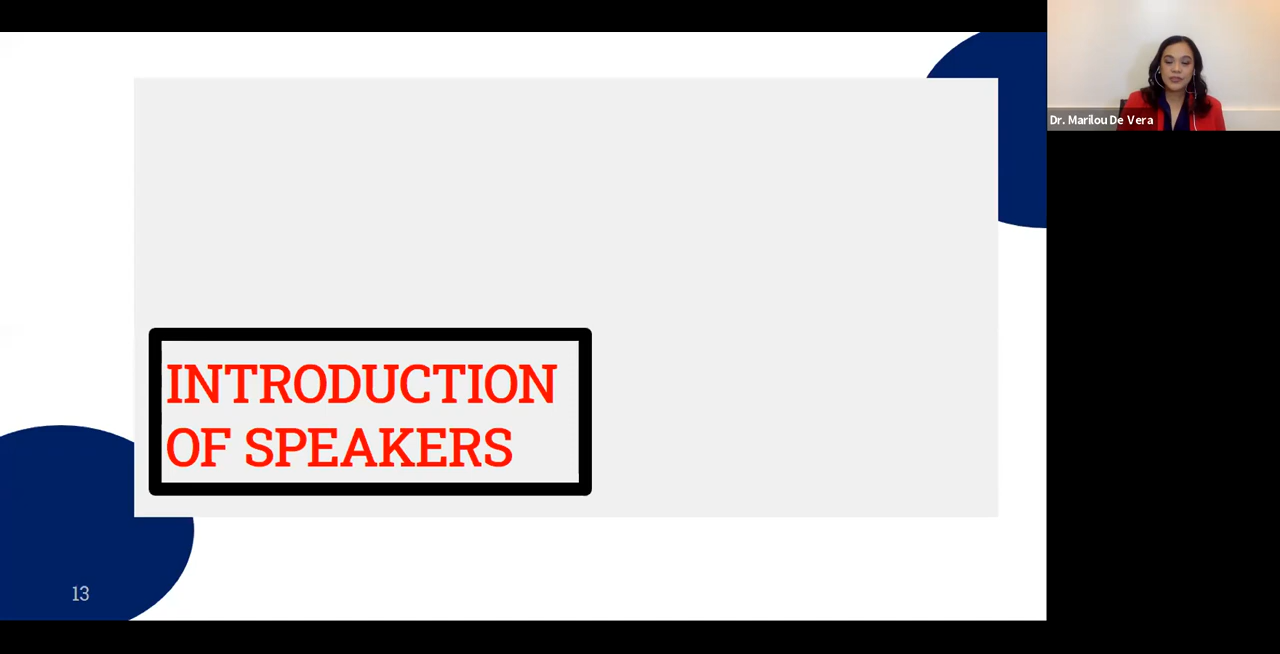 Dr. Marilou De Vera
INTRODUCTION
OF SPEAKERS
13